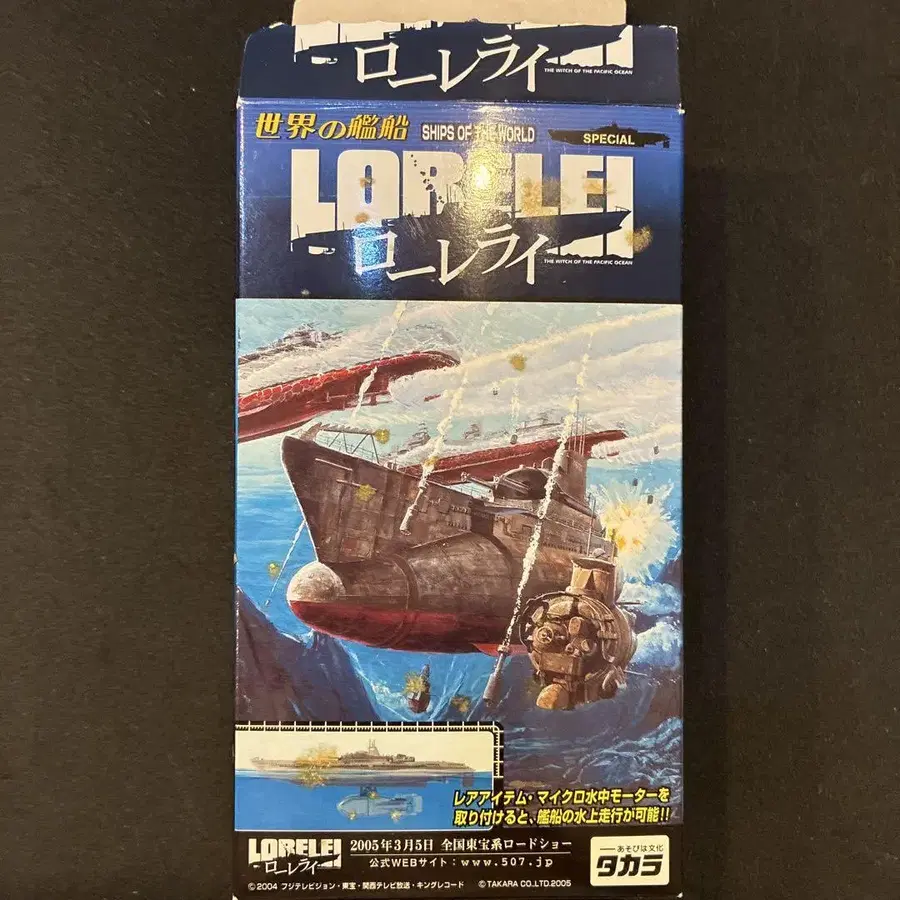 ローレライ
THE WITCH OF THE PACIFIC OCEAN
世界の艦船 SHIPS OF THE WORLD SPECIAL
LORELEI
ローレライ
THE WITCH OF THE PACIFIC OCEAN
レアアイテム・マイクロ水中モーターを
取り付けると、艦船の水上走行が可能!!
LORELEI
ローレライ
2005年3月5日 全国東宝系ロードショー
公式WEBサイト:www.507.jp
あそびは文化
タカラ
©2004 フジテレビジョン・東宝・関西テレビ放送・キングレコード ©TAKARA CO.,LTD.2005